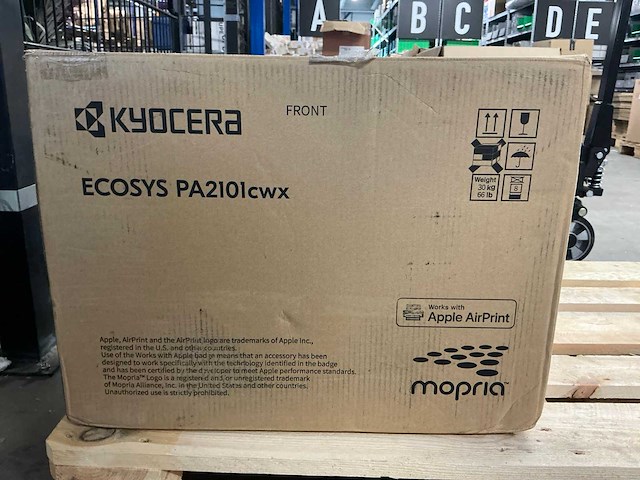 A B C D E
KYOCERa
FRONT
ECOSYS PA2101cwx
Weight
30 kg
66 lb
8
Works with
Apple AirPrint
Apple, AirPrint and the AirPrint logo are trademarks of Apple Inc.,
registered in the U.S. and other countries.
Use of the Works with Apple badge means that an accessory has been
designed to work specifically with the technology identified in the badge
and has been certified by the developer to meet Apple performance standards.
The Mopria™ Logo is a registered and/or unregistered trademark
of Mopria Alliance, Inc. in the United States and other countries.
Unauthorized use is strictly prohibited.
mopria™